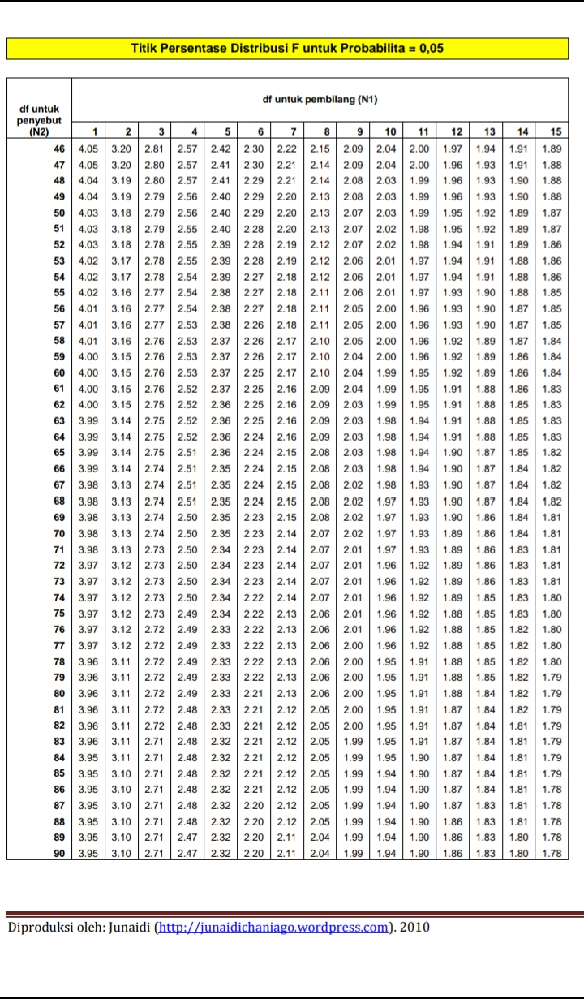 Titik Persentase Distribusi F untuk Probabilita = 0,05
df untuk pembilang (N1)
df untuk
penyebut
(N2)
1 2 3 4 5 6 7 8 9 10 11 12 13 14 15
46 4.05 3.20 2.81 2.57 2.42 2.30 2.22 2.15 2.09 2.04 2.00 1.97 1.94 1.91 1.89
47 4.05 3.20 2.80 2.57 2.41 2.30 2.21 2.14 2.09 2.04 2.00 1.96 1.93 1.91 1.88
48 4.04 3.19 2.80 2.57 2.41 2.29 2.21 2.14 2.08 2.03 1.99 1.96 1.93 1.90 1.88
49 4.04 3.19 2.79 2.56 2.40 2.29 2.20 2.13 2.08 2.03 1.99 1.96 1.93 1.90 1.88
50 4.03 3.18 2.79 2.56 2.40 2.29 2.20 2.13 2.07 2.03 1.99 1.95 1.92 1.89 1.87
51 4.03 3.18 2.79 2.55 2.40 2.28 2.20 2.13 2.07 2.02 1.98 1.95 1.92 1.89 1.87
52 4.03 3.18 2.78 2.55 2.39 2.28 2.19 2.12 2.07 2.02 1.98 1.94 1.91 1.89 1.86
53 4.02 3.17 2.78 2.55 2.39 2.28 2.19 2.12 2.06 2.01 1.97 1.94 1.91 1.88 1.86
54 4.02 3.17 2.78 2.54 2.39 2.27 2.18 2.12 2.06 2.01 1.97 1.94 1.91 1.88 1.86
55 4.02 3.16 2.77 2.54 2.38 2.27 2.18 2.11 2.06 2.01 1.97 1.93 1.90 1.88 1.85
56 4.01 3.16 2.77 2.54 2.38 2.27 2.18 2.11 2.05 2.00 1.96 1.93 1.90 1.87 1.85
57 4.01 3.16 2.77 2.53 2.38 2.26 2.18 2.11 2.05 2.00 1.96 1.93 1.90 1.87 1.85
58 4.01 3.16 2.76 2.53 2.37 2.26 2.17 2.10 2.05 2.00 1.96 1.92 1.89 1.87 1.84
59 4.00 3.15 2.76 2.53 2.37 2.26 2.17 2.10 2.04 2.00 1.96 1.92 1.89 1.86 1.84
60 4.00 3.15 2.76 2.53 2.37 2.25 2.17 2.10 2.04 1.99 1.95 1.92 1.89 1.86 1.84
61 4.00 3.15 2.76 2.52 2.37 2.25 2.16 2.09 2.04 1.99 1.95 1.91 1.88 1.86 1.83
62 4.00 3.15 2.75 2.52 2.36 2.25 2.16 2.09 2.03 1.99 1.95 1.91 1.88 1.85 1.83
63 3.99 3.14 2.75 2.52 2.36 2.25 2.16 2.09 2.03 1.98 1.94 1.91 1.88 1.85 1.83
64 3.99 3.14 2.75 2.52 2.36 2.24 2.16 2.09 2.03 1.98 1.94 1.91 1.88 1.85 1.83
65 3.99 3.14 2.75 2.51 2.36 2.24 2.15 2.08 2.03 1.98 1.94 1.90 1.87 1.85 1.82
66 3.99 3.14 2.74 2.51 2.35 2.24 2.15 2.08 2.03 1.98 1.94 1.90 1.87 1.84 1.82
67 3.98 3.13 2.74 2.51 2.35 2.24 2.15 2.08 2.02 1.98 1.93 1.90 1.87 1.84 1.82
68 3.98 3.13 2.74 2.51 2.35 2.24 2.15 2.08 2.02 1.97 1.93 1.90 1.87 1.84 1.82
69 3.98 3.13 2.74 2.50 2.35 2.23 2.15 2.08 2.02 1.97 1.93 1.90 1.86 1.84 1.81
70 3.98 3.13 2.74 2.50 2.35 2.23 2.14 2.07 2.02 1.97 1.93 1.89 1.86 1.84 1.81
71 3.98 3.13 2.73 2.50 2.34 2.23 2.14 2.07 2.01 1.97 1.93 1.89 1.86 1.83 1.81
72 3.97 3.12 2.73 2.50 2.34 2.23 2.14 2.07 2.01 1.96 1.92 1.89 1.86 1.83 1.81
73 3.97 3.12 2.73 2.50 2.34 2.23 2.14 2.07 2.01 1.96 1.92 1.89 1.86 1.83 1.81
74 3.97 3.12 2.73 2.50 2.34 2.22 2.14 2.07 2.01 1.96 1.92 1.89 1.85 1.83 1.80
75 3.97 3.12 2.73 2.49 2.34 2.22 2.13 2.06 2.01 1.96 1.92 1.88 1.85 1.83 1.80
76 3.97 3.12 2.72 2.49 2.33 2.22 2.13 2.06 2.01 1.96 1.92 1.88 1.85 1.82 1.80
77 3.97 3.12 2.72 2.49 2.33 2.22 2.13 2.06 2.00 1.96 1.92 1.88 1.85 1.82 1.80
78 3.96 3.11 2.72 2.49 2.33 2.22 2.13 2.06 2.00 1.95 1.91 1.88 1.85 1.82 1.80
79 3.96 3.11 2.72 2.49 2.33 2.22 2.13 2.06 2.00 1.95 1.91 1.88 1.85 1.82 1.79
80 3.96 3.11 2.72 2.49 2.33 2.21 2.13 2.06 2.00 1.95 1.91 1.88 1.84 1.82 1.79
81 3.96 3.11 2.72 2.48 2.33 2.21 2.12 2.05 2.00 1.95 1.91 1.87 1.84 1.82 1.79
82 3.96 3.11 2.72 2.48 2.33 2.21 2.12 2.05 2.00 1.95 1.91 1.87 1.84 1.81 1.79
83 3.96 3.11 2.71 2.48 2.32 2.21 2.12 2.05 1.99 1.95 1.91 1.87 1.84 1.81 1.79
84 3.95 3.11 2.71 2.48 2.32 2.21 2.12 2.05 1.99 1.95 1.90 1.87 1.84 1.81 1.79
85 3.95 3.10 2.71 2.48 2.32 2.21 2.12 2.05 1.99 1.94 1.90 1.87 1.84 1.81 1.79
86 3.95 3.10 2.71 2.48 2.32 2.21 2.12 2.05 1.99 1.94 1.90 1.87 1.84 1.81 1.78
87 3.95 3.10 2.71 2.48 2.32 2.20 2.12 2.05 1.99 1.94 1.90 1.87 1.83 1.81 1.78
88 3.95 3.10 2.71 2.48 2.32 2.20 2.12 2.05 1.99 1.94 1.90 1.86 1.83 1.81 1.78
89 3.95 3.10 2.71 2.47 2.32 2.20 2.11 2.04 1.99 1.94 1.90 1.86 1.83 1.80 1.78
90 3.95 3.10 2.71 2.47 2.32 2.20 2.11 2.04 1.99 1.94 1.90 1.86 1.83 1.80 1.78
Diproduksi oleh: Junaidi (http://junaidichaniago.wordpress.com). 2010